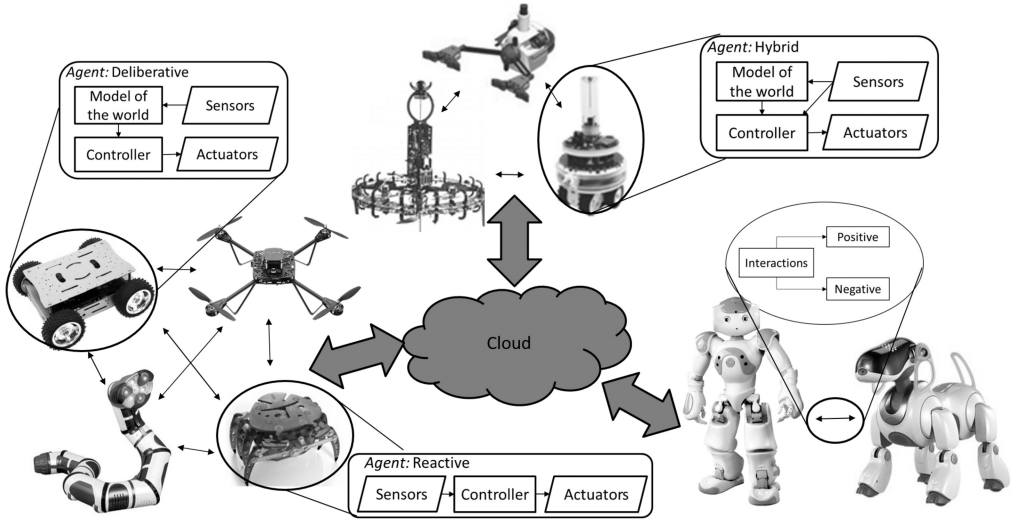 Agent: Deliberative
Model of
the world
Sensors
Controller
Actuators
Agent: Hybrid
Model of
the world
Sensors
Controller
Actuators
Interactions
Positive
Negative
Cloud
Agent: Reactive
Sensors
Controller
Actuators